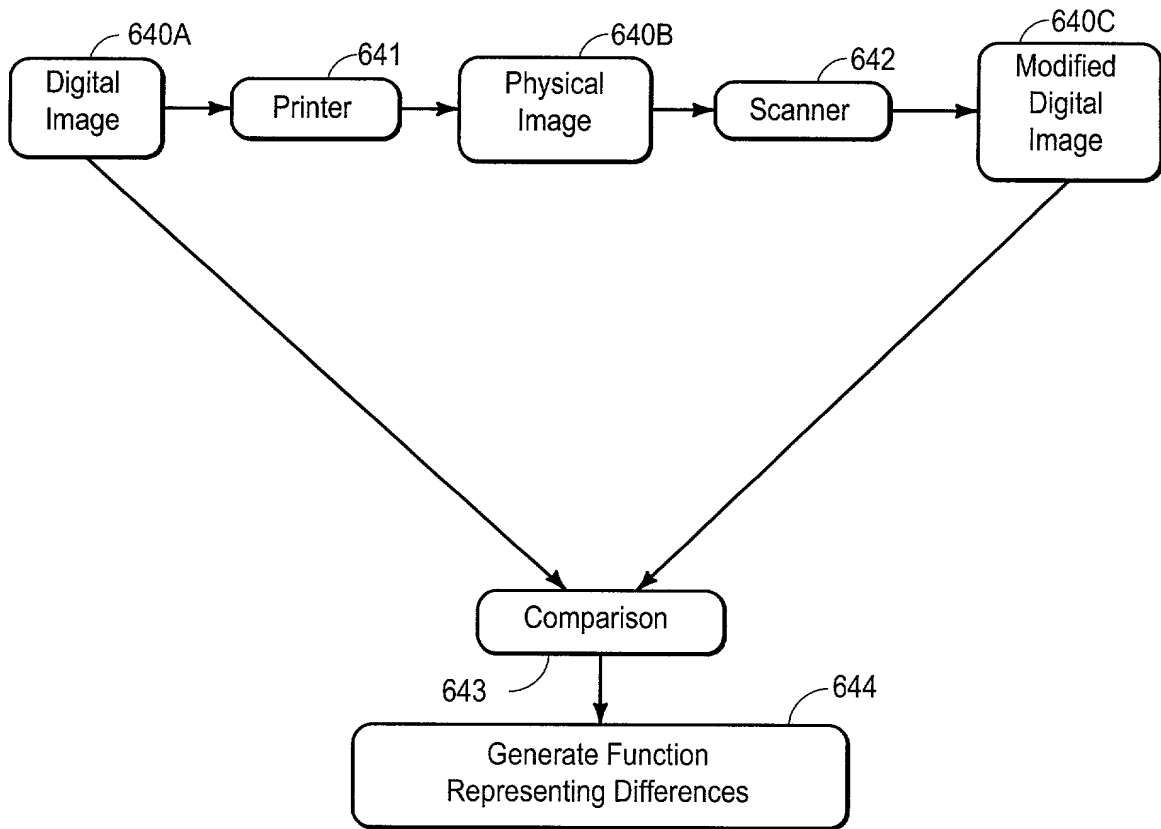 640A
641
640B
642
640C
Digital
Image
Printer
Physical
Image
Scanner
Modified
Digital
Image
Comparison
643
644
Generate Function
Representing Differences